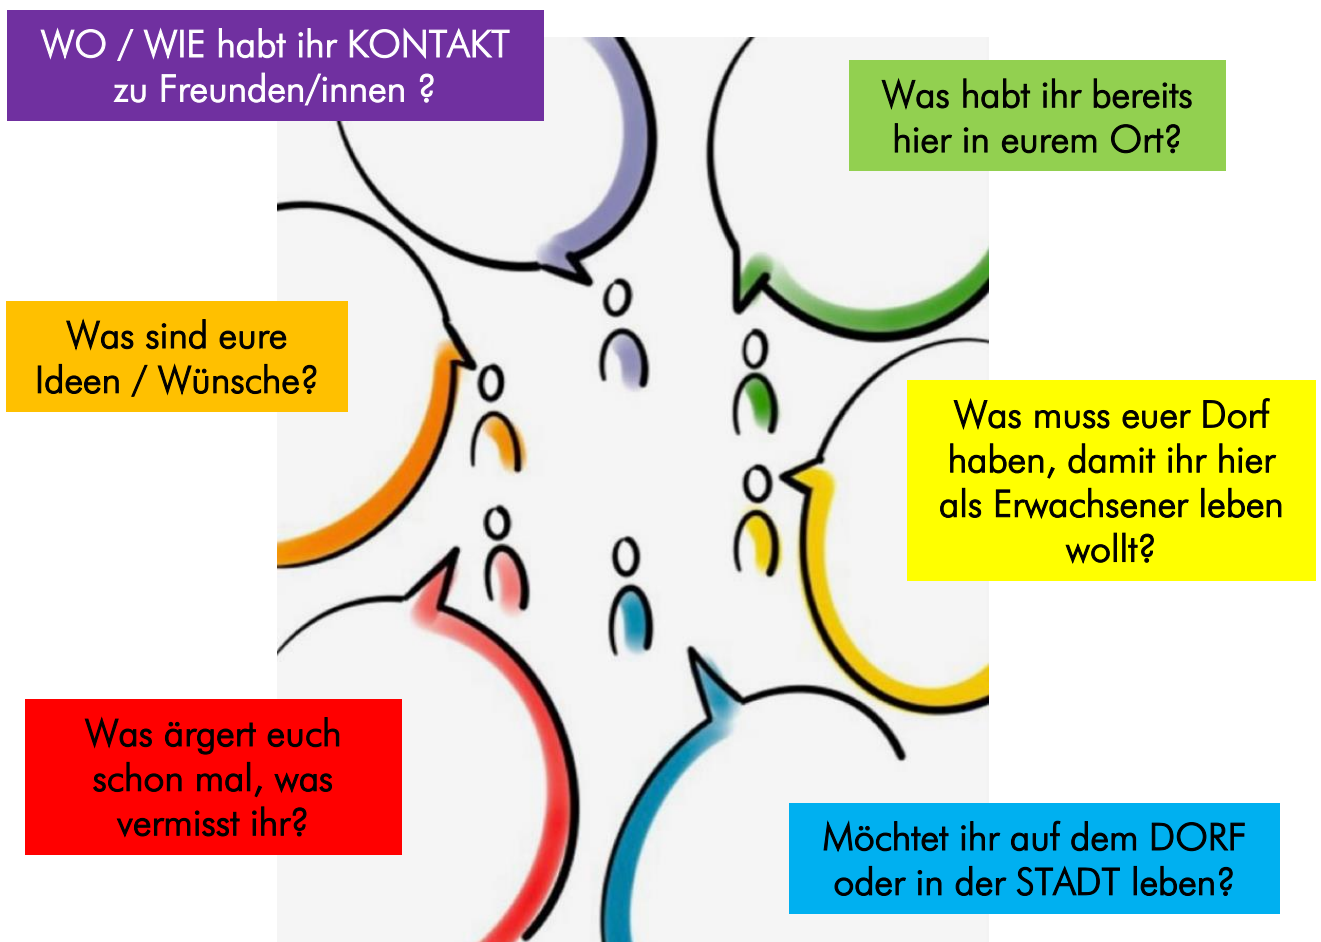 WO / WIE habt ihr KONTAKT
zu Freunden/innen ?
Was habt ihr bereits
hier in eurem Ort?
Was sind eure
Ideen / Wünsche?
Was muss euer Dorf
haben, damit ihr hier
als Erwachsener leben
wollt?
Was ärgert euch
schon mal, was
vermisst ihr?
Möchtet ihr auf dem DORF
oder in der STADT leben?